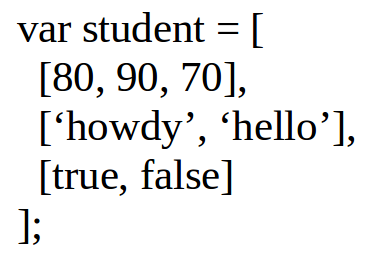 var student = [
[80, 90, 70],
[‘howdy’, ‘hello’],
[true, false]
];